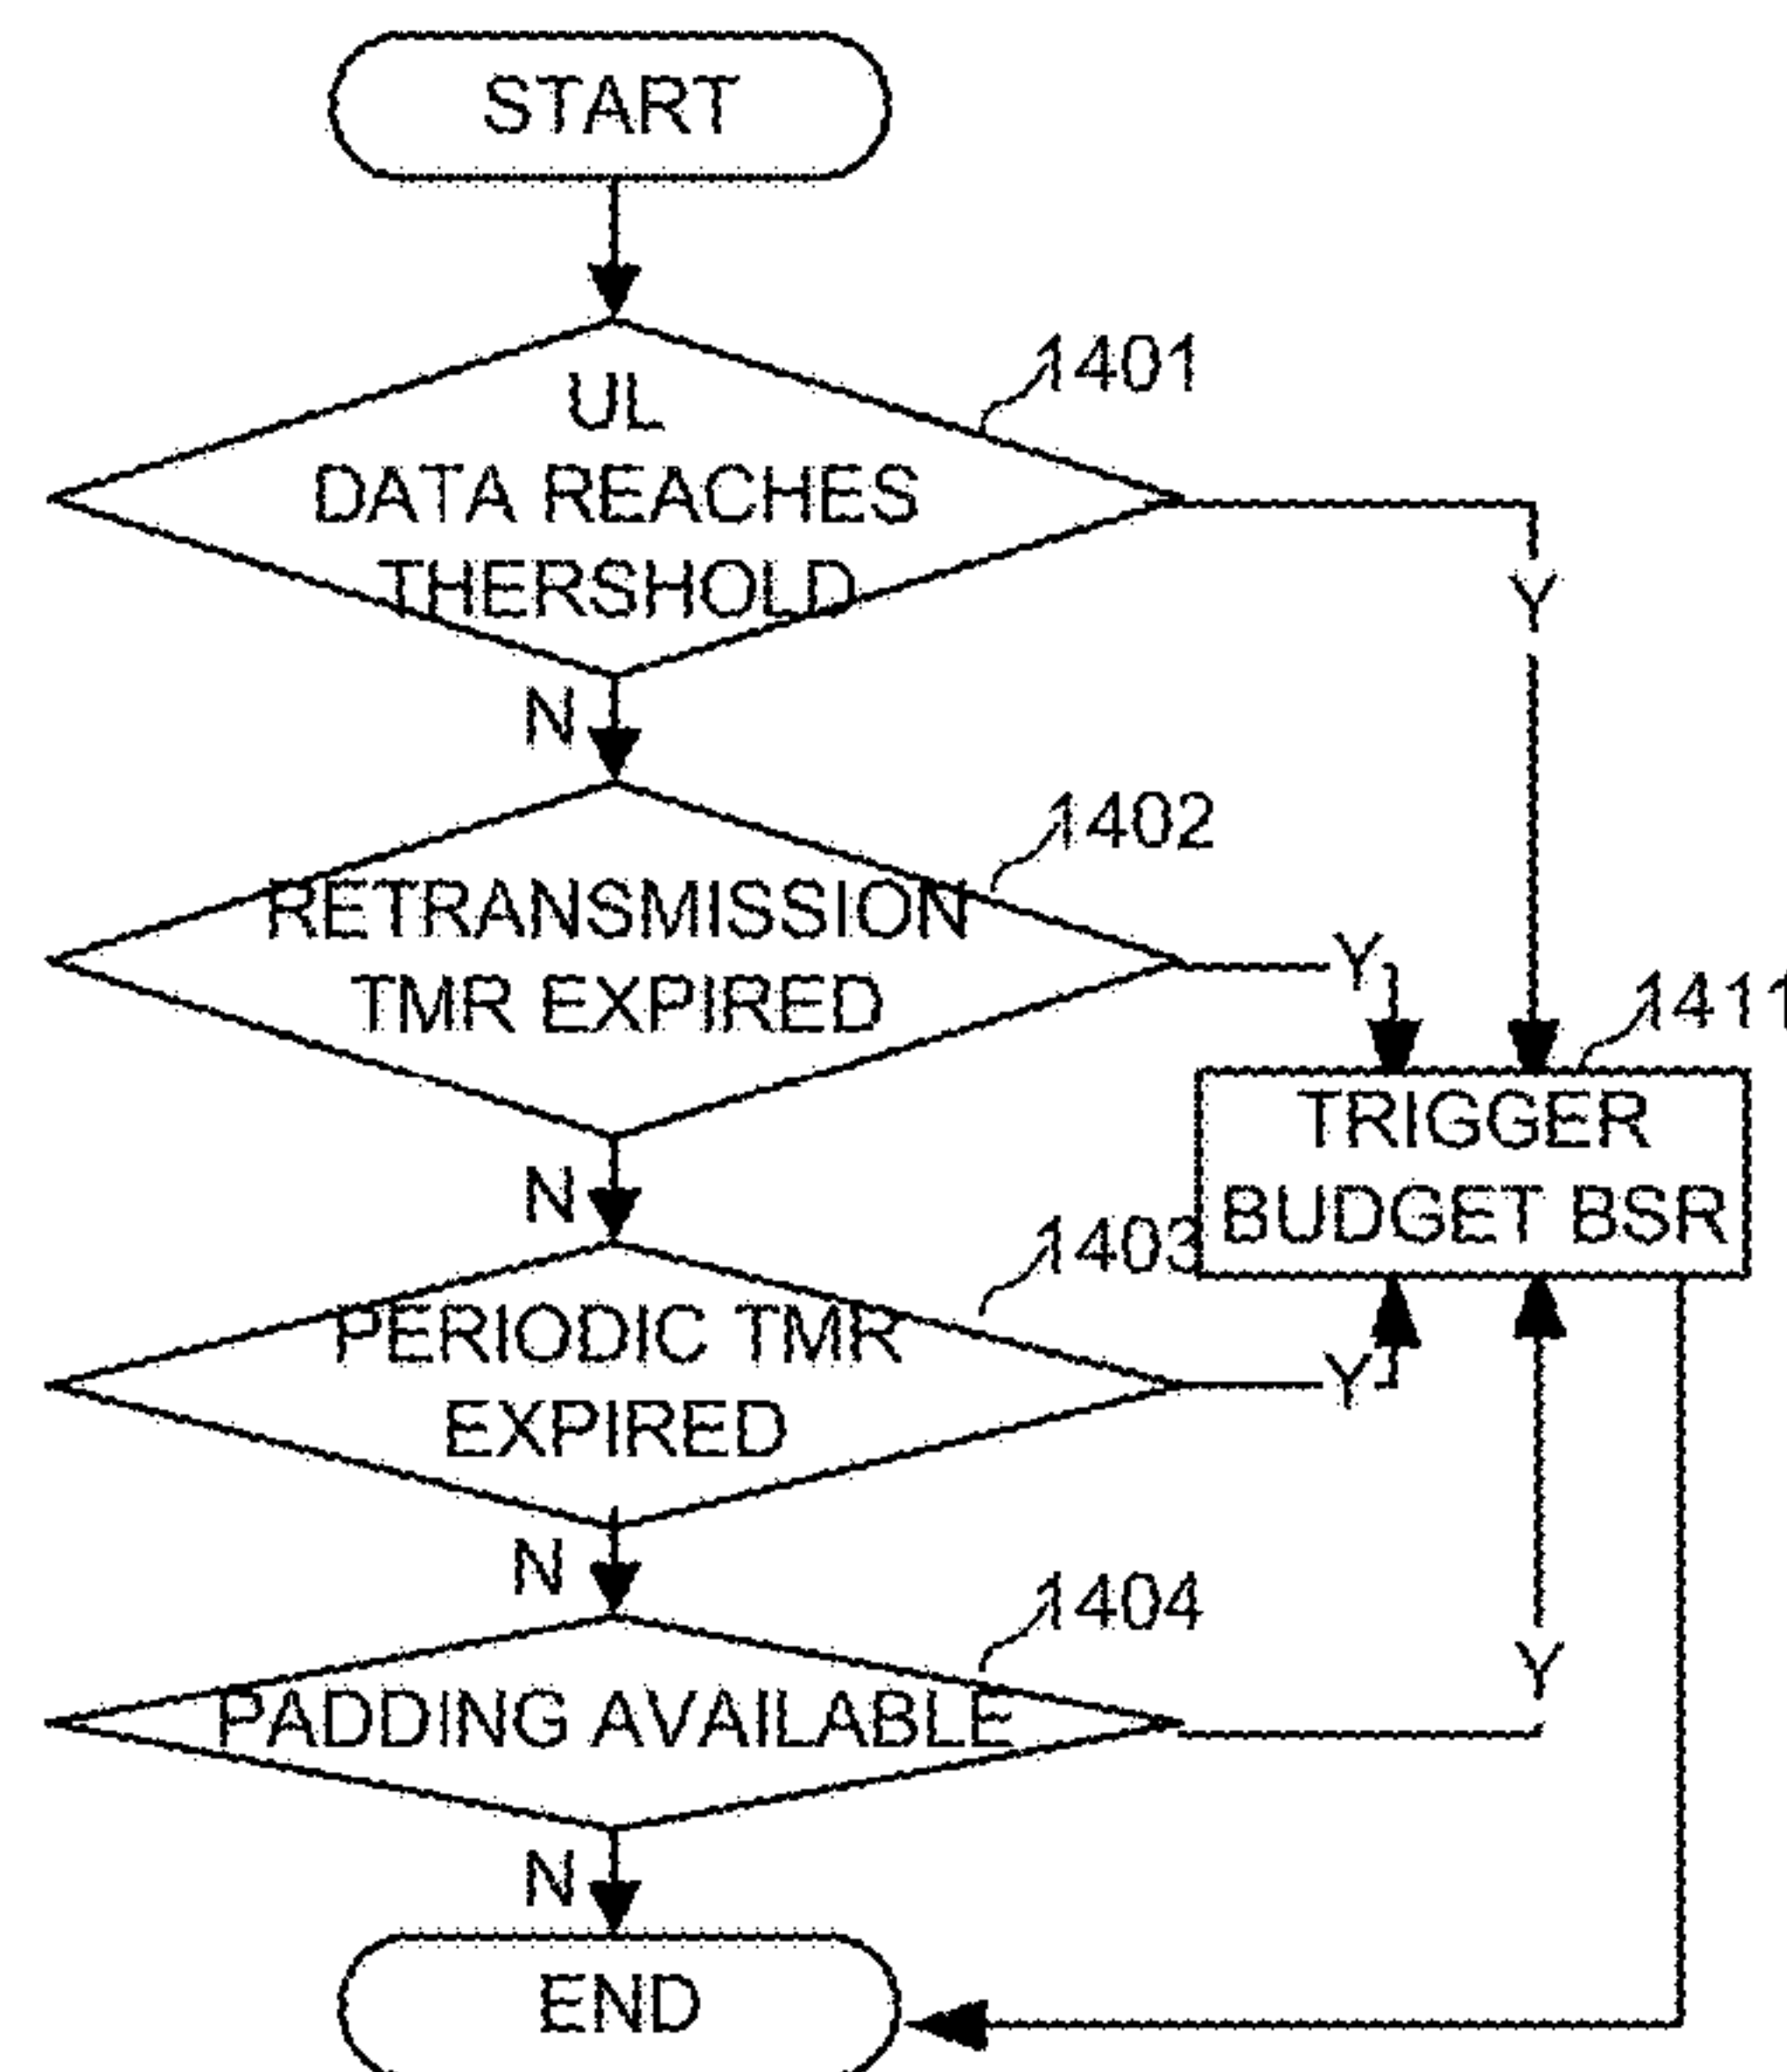 START
1401
UL
DATA REACHES
THERSHOLD
Y
N
1402
RETRANSMISSION
TMR EXPIRED
Y
1411
TRIGGER
BUDGET BSR
N
1403
PERIODIC TMR
EXPIRED
Y
N
1404
PADDING AVAILABLE
Y
N
END